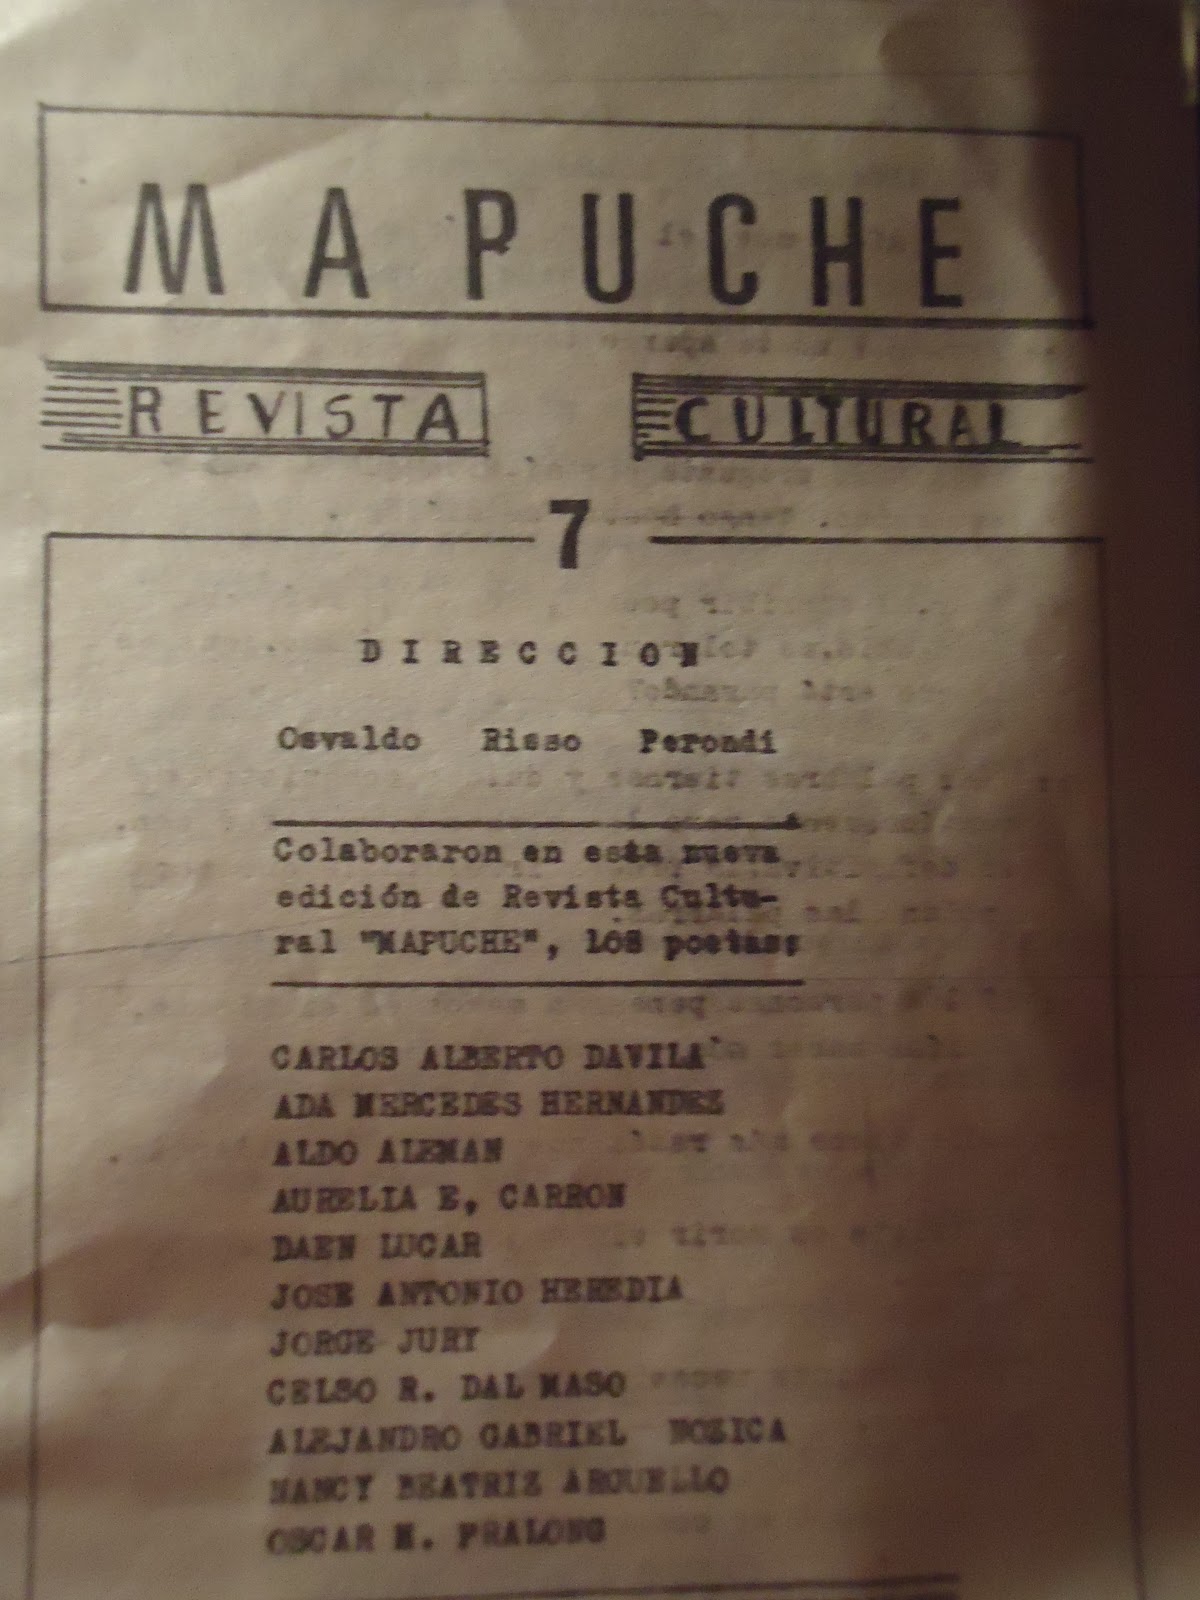 MAPUCHE
REVISTA CULTURAL
7
DIRECCION
Osvaldo Risso Perondi
Colaboraron en esta nueva
edición de Revista Cultu-
ral "MAPUCHE", los poetas:
CARLOS ALBERTO DAVILA
ADA MERCEDES HERNANDEZ
ALDO ALEMAN
AURELIA E, CARRON
DAEN LUCAR
JOSE ANTONIO HEREDIA
JORGE JURY
CELSO R. DAL MASO
ALEJANDRO GABRIEL NOZICA
NANCY BEATRIZ ARGUELLO
OSCAR M. PRALONG